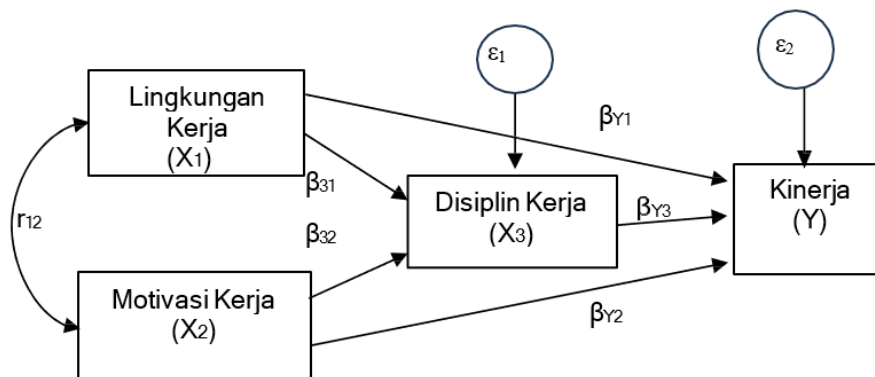 ε1
ε2
Lingkungan
Kerja
(X1)
βY1
β31
Disiplin Kerja
(X3)
βY3
Kinerja
(Y)
r12
β32
Motivasi Kerja
(X2)
βY2